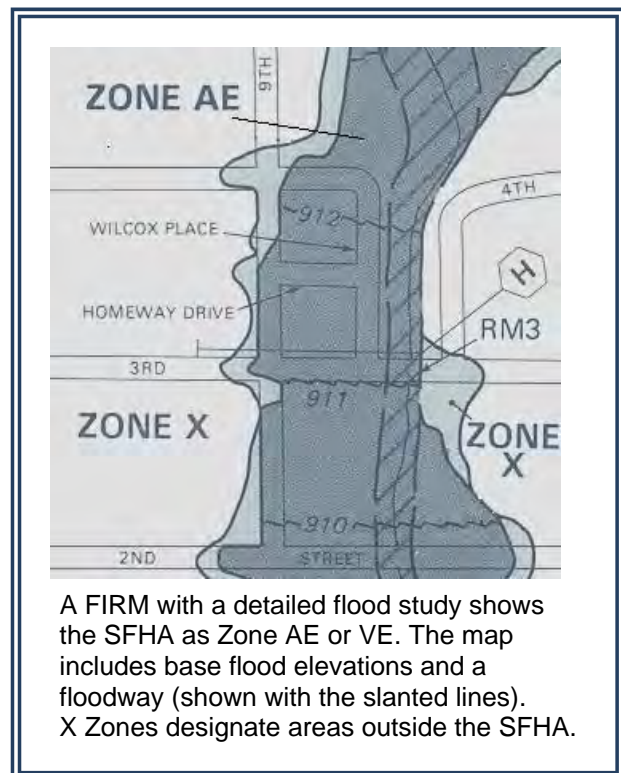 ZONE AE
9TH
912
4TH
WILCOX PLACE
H
HOMEWAY DRIVE
RM3
3RD
911
ZONE X
ZONE
X
910
2ND
STREET
A FIRM with a detailed flood study shows
the SFHA as Zone AE or VE. The map
includes base flood elevations and a
floodway (shown with the slanted lines).
X Zones designate areas outside the SFHA.